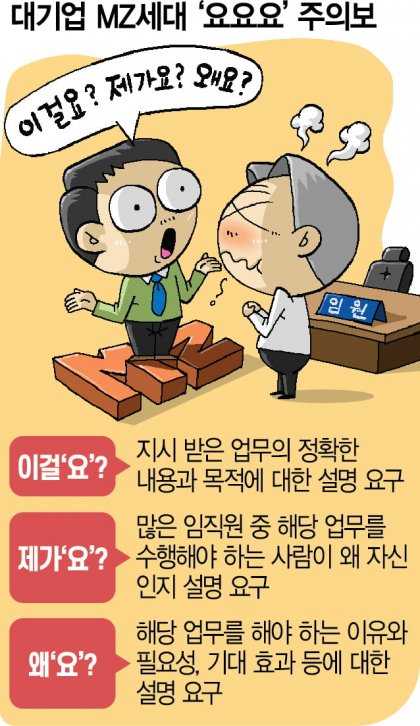 대기업 MZ세대 ‘요요요’ 주의보
이걸요? 제가요? 왜요?
임원
MZ
이걸‘요’?
지시 받은 업무의 정확한
내용과 목적에 대한 설명 요구
제가‘요’?
많은 임직원 중 해당 업무를
수행해야 하는 사람이 왜 자신
인지 설명 요구
왜‘요’?
해당 업무를 해야 하는 이유와
필요성, 기대 효과 등에 대한
설명 요구